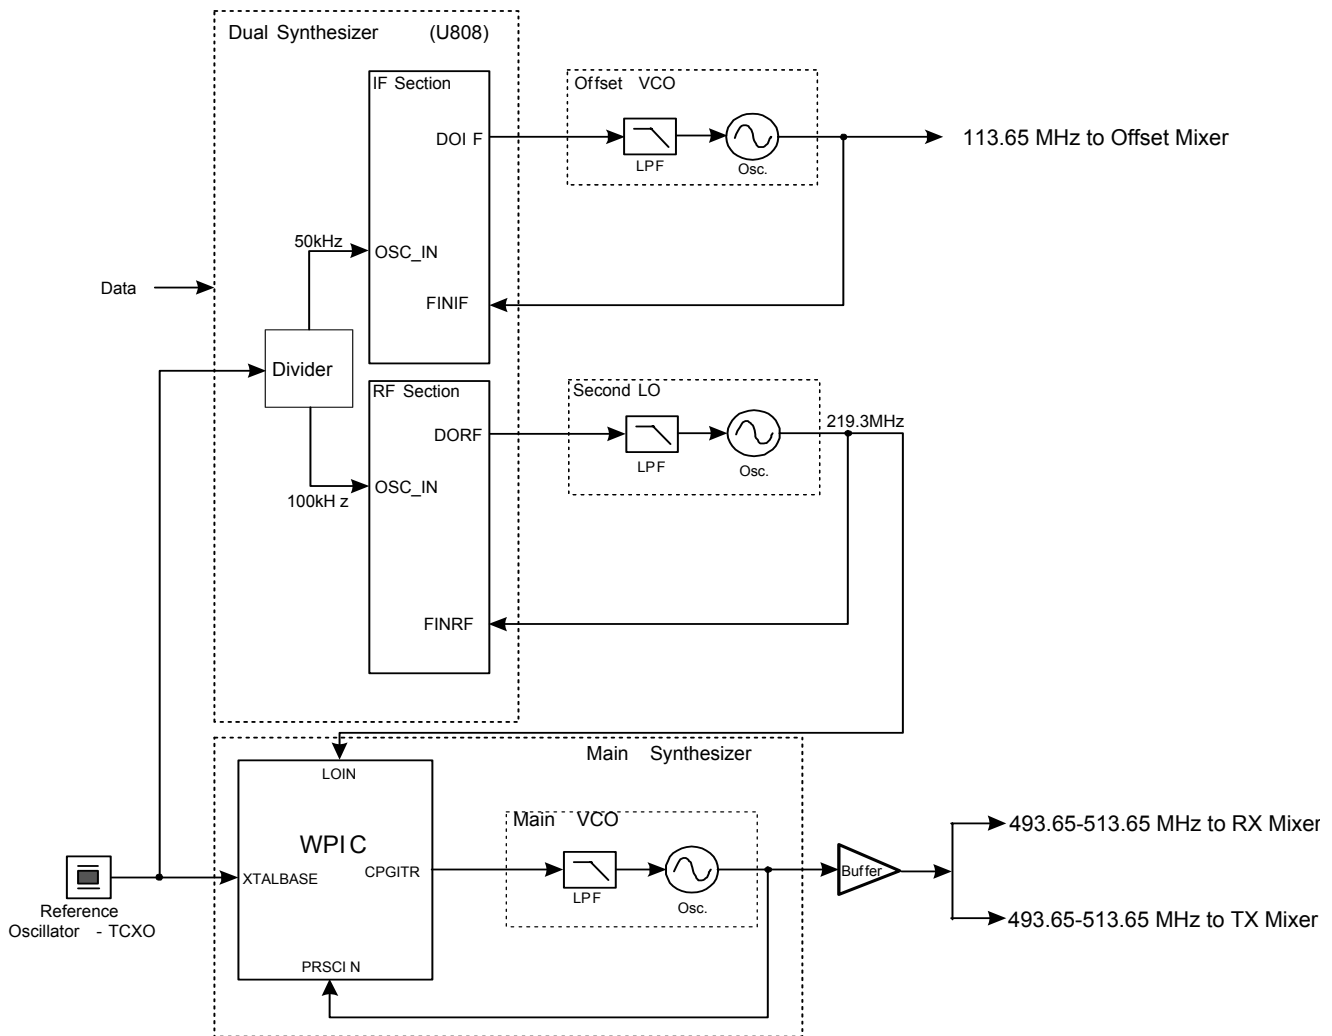 Dual Synthesizer (U808)
IF Section
DOI F
OSC_IN
FINIF
50kHz
Offset VCO
LPF
Osc.
113.65 MHz to Offset Mixer
Data
Divider
RF Section
DORF
OSC_IN
100kH z
FINRF
Second LO
LPF
Osc.
219.3MHz
Main Synthesizer
LOIN
WPI C
XTALBASE
CPGITR
PRSCI N
Main VCO
LPF
Osc.
Buffer
493.65-513.65 MHz to RX Mixer
493.65-513.65 MHz to TX Mixer
Reference
Oscillator - TCXO